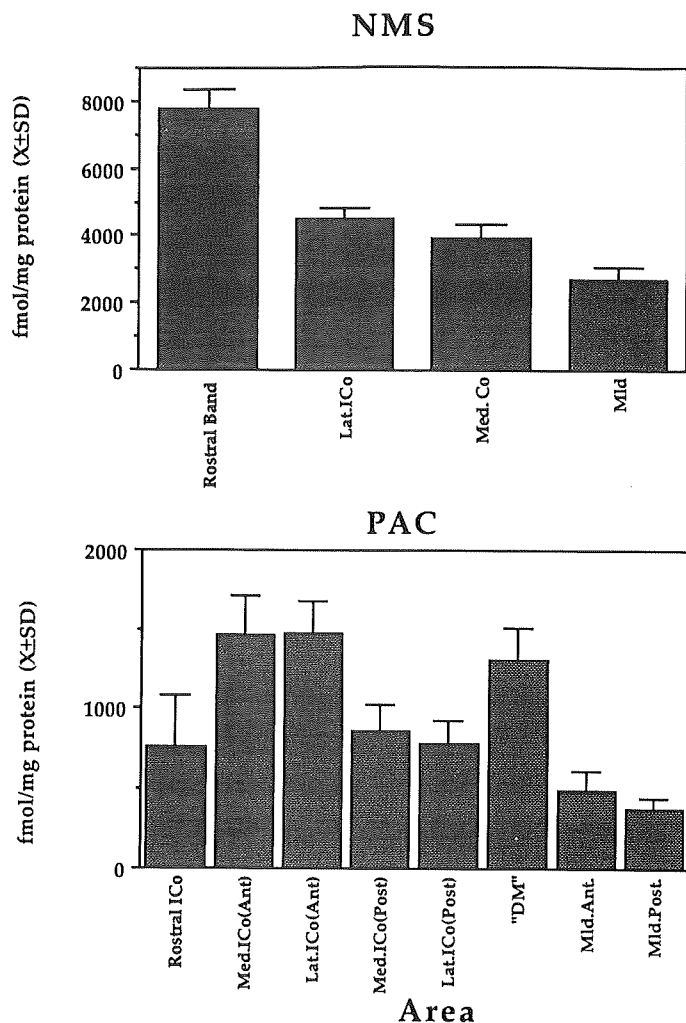 NMS
fmol/mg protein (X±SD)
8000
6000
4000
2000
0
Rostral Band
Lat.ICo
Med. Co
Mld
PAC
fmol/mg protein (X±SD)
2000
1000
0
Rostral ICo
Med.ICo(Ant)
Lat.ICo(Ant)
Med.ICo(Post)
Lat.ICo(Post)
"DM"
Mld.Ant.
Mld.Post.
Area